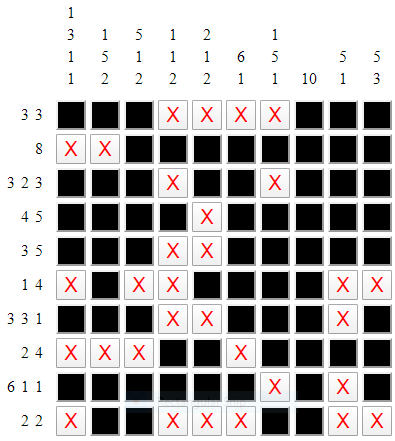 1
3 1 5 1 2 1
1 5 1 1 1 6 5 5 5
1 2 2 2 2 1 1 10 1 3
3 3 X X X X
8 X X
3 2 3 X X
4 5 X
3 5 X X
1 4 X X X X X
3 3 1 X X X
2 4 X X X X
6 1 1 X X
2 2 X X X X X X